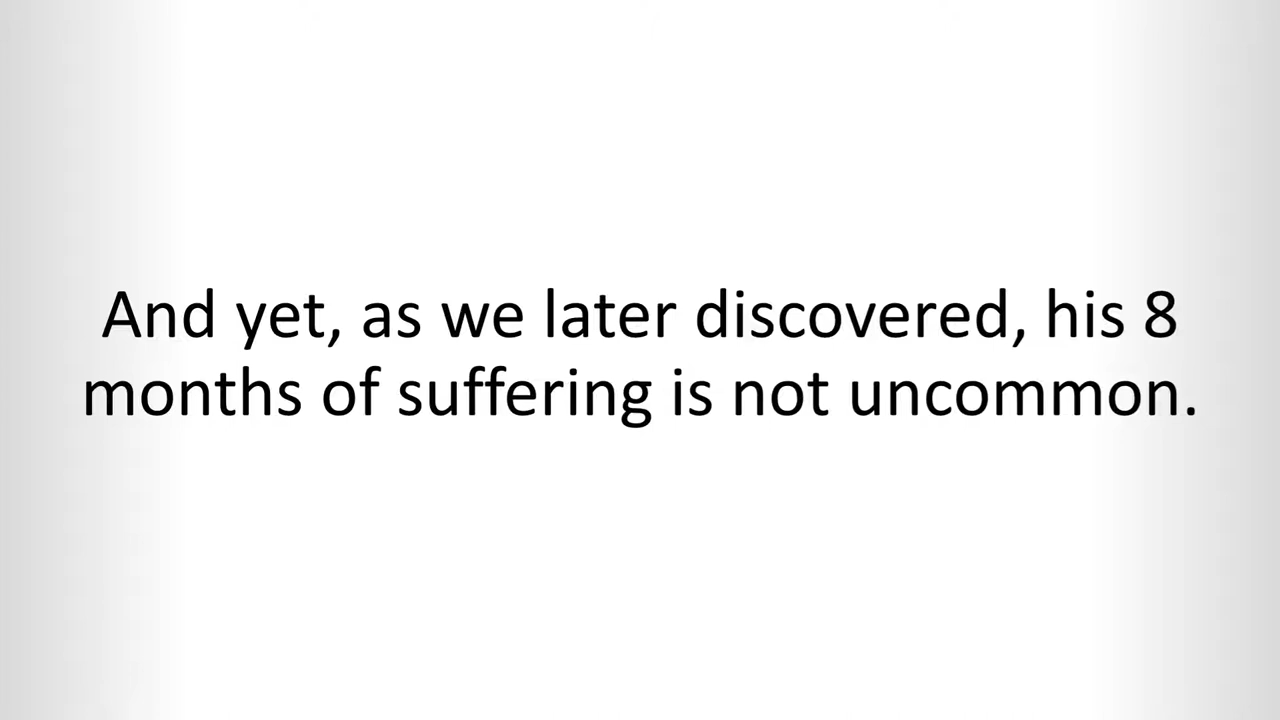 And yet, as we later discovered, his 8
months of suffering is not uncommon.